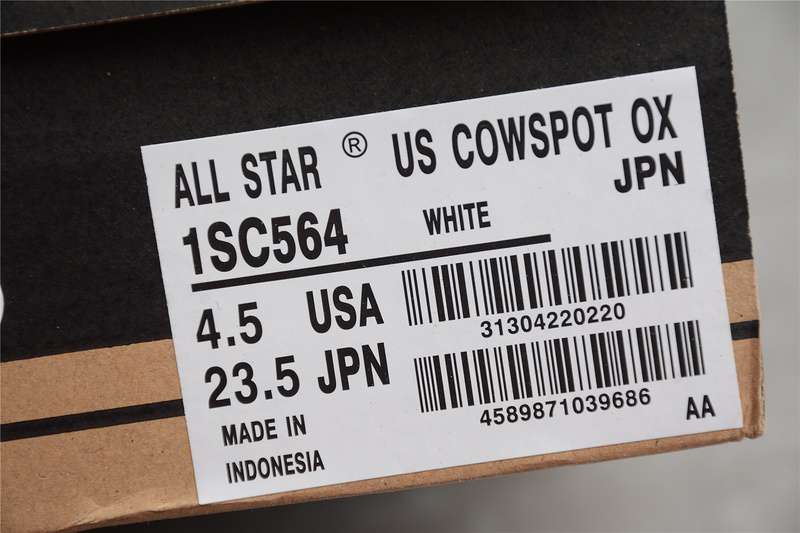 ALL STAR ® US COWSPOT OX
JPN
1SC564 WHITE
4.5 USA
31304220220
23.5 JPN
4589871039686
MADE IN
INDONESIA
AA